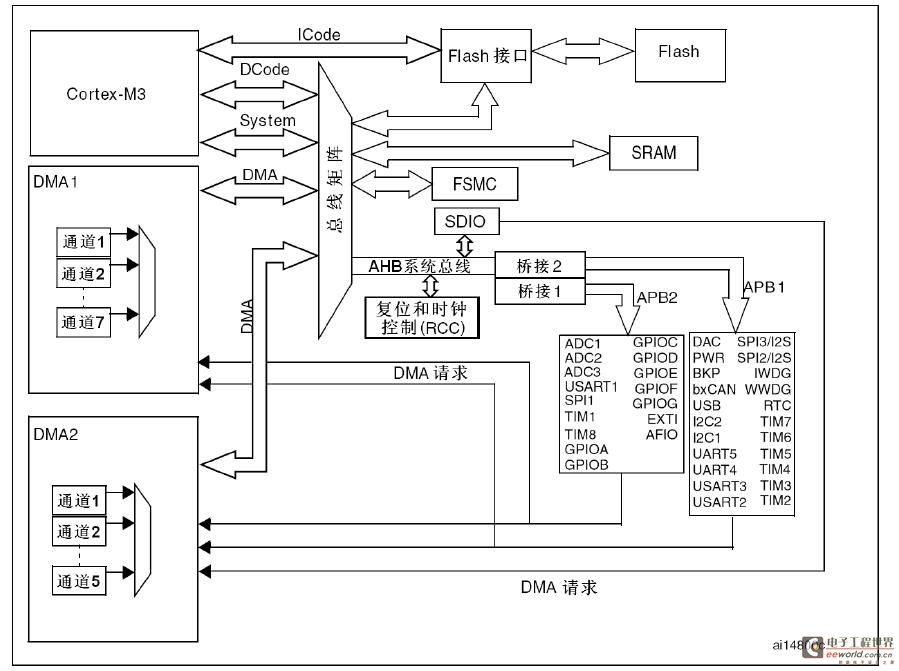 ICode
Cortex-M3
DCode
System
Flash 接口
Flash
总线矩阵
SRAM
DMA1
DMA
FSMC
通道1
通道2
通道7
SDIO
AHB系统总线
桥接2
桥接1
复位和时钟
控制(RCC)
APB2
APB1
DMA
DMA 请求
ADC1 GPIOC
ADC2 GPIOD
ADC3 GPIOE
USART1 GPIOF
SPI1 GPIOG
TIM1 EXTI
TIM8 AFIO
GPIOA
GPIOB
DAC SPI3/I2S
PWR SPI2/I2S
BKP IWDG
bxCAN WWDG
USB RTC
I2C2 TIM7
I2C1 TIM6
UART5 TIM5
UART4 TIM4
USART3 TIM3
USART2 TIM2
DMA2
通道1
通道2
通道5
DMA 请求
ai14800c
电子工程世界
eeworld.com.cn